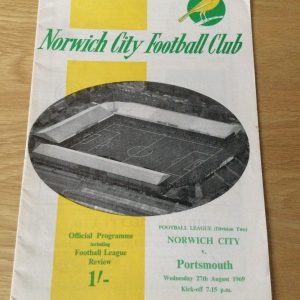 Norwich City Football Club
Official Programme
including
Football League
Review
1/-
FOOTBALL LEAGUE (Division Two)
NORWICH CITY
v.
Portsmouth
Wednesday 27th August 1969
Kick-off 7.15 p.m.